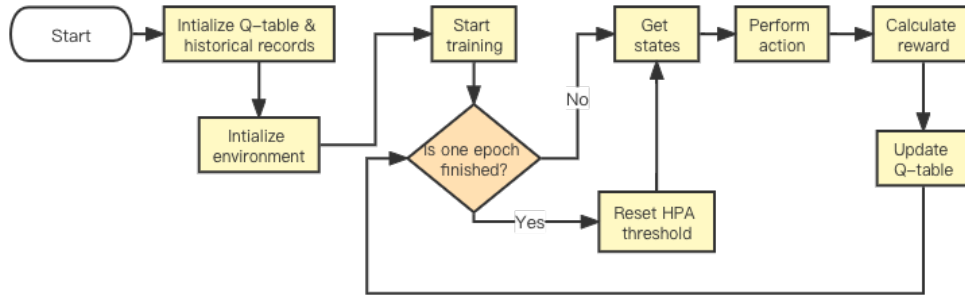 Start
Intialize Q-table &
historical records
Intialize
environment
Start
training
Is one epoch
finished?
No
Yes
Reset HPA
threshold
Get
states
Perform
action
Calculate
reward
Update
Q-table